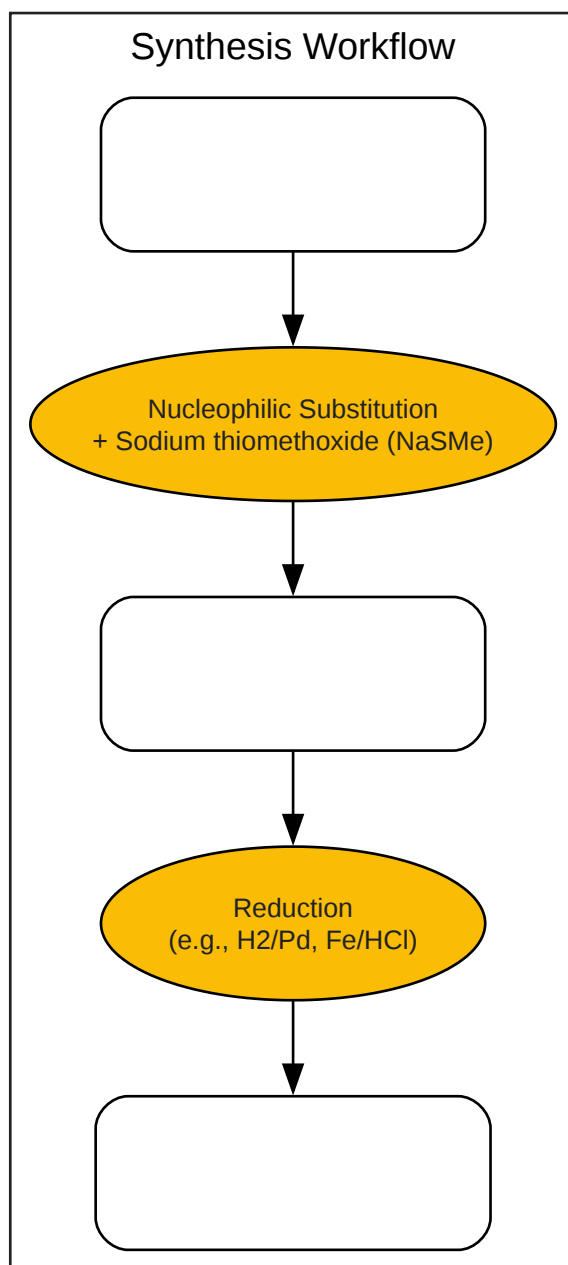 Synthesis Workflow
Nucleophilic Substitution
+ Sodium thiomethoxide (NaSMe)
Reduction
(e.g., H2/Pd, Fe/HCl)